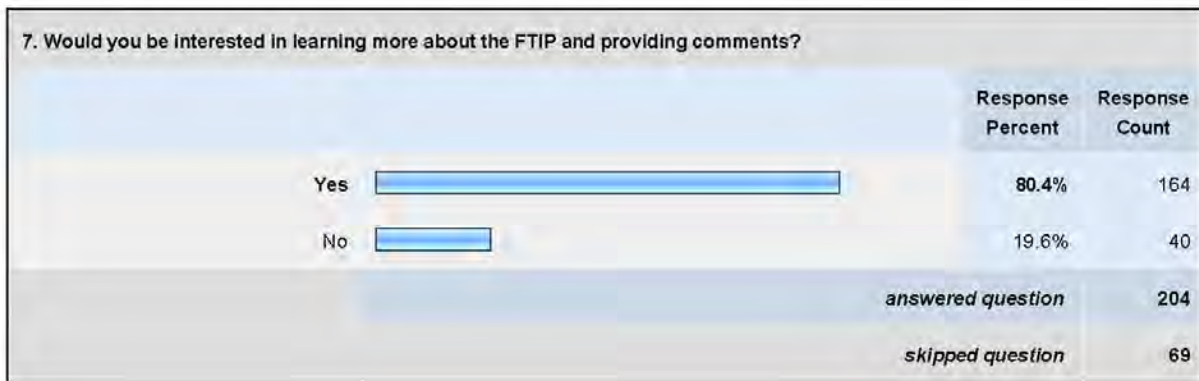 7. Would you be interested in learning more about the FTIP and providing comments?
Response Percent Response Count
Yes 80.4% 164
No 19.6% 40
answered question 204
skipped question 69